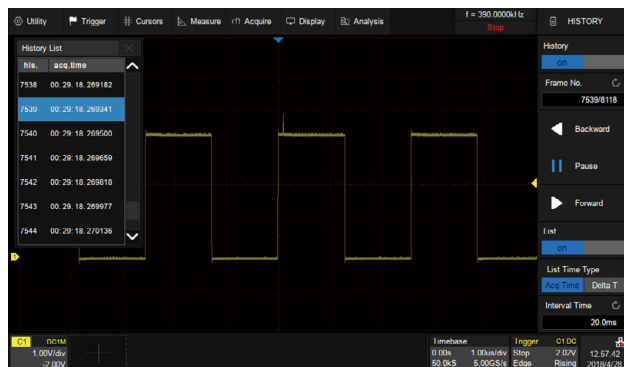 Utility Trigger Cursors Measure Acquire Display Analysis
f = 390.0000kHz
Stop
HISTORY
History List
his. acq.time
7538 00: 29: 18. 269182
7539 00: 29: 18. 269341
7540 00: 29: 18. 269500
7541 00: 29: 18. 269659
7542 00: 29: 18. 269818
7543 00: 29: 18. 269977
7544 00: 29: 18. 270136
History
on
Frame No.
7539/8118
Backward
Pause
Forward
List
on
List Time Type
Acq Time Delta T
Interval Time
20.0ms
C1 DC1M
1.00V/div
-2.00V
Timebase
0.00s 1.00us/div
50.0kS 5.00GS/s
Trigger C1 DC
Stop 2.02V
Edge Rising
12:57:42
2018/4/28